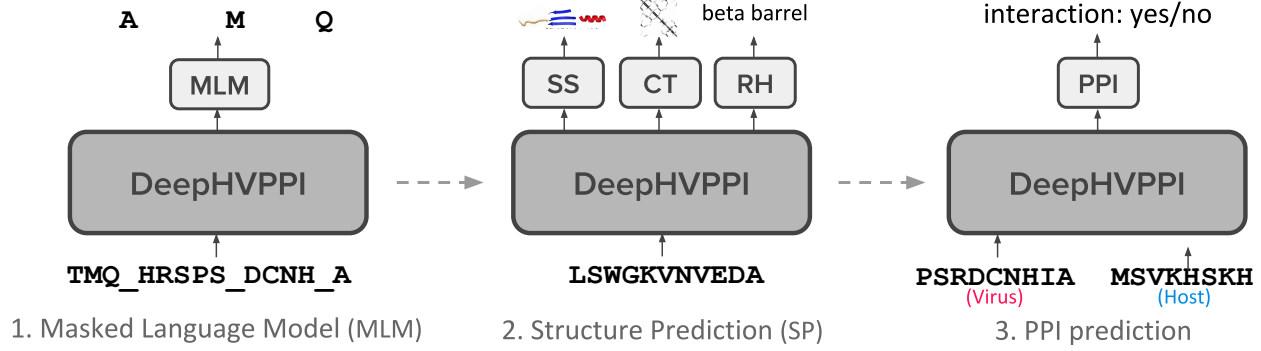 A M Q
MLM
DeepHVPPI
TMQ_HRSPS_DCNH_A
1. Masked Language Model (MLM)
beta barrel
SS CT RH
DeepHVPPI
LSWGKVNVEDA
2. Structure Prediction (SP)
interaction: yes/no
PPI
DeepHVPPI
PSRDCNHIA MSVKHSKH
(Virus) (Host)
3. PPI prediction